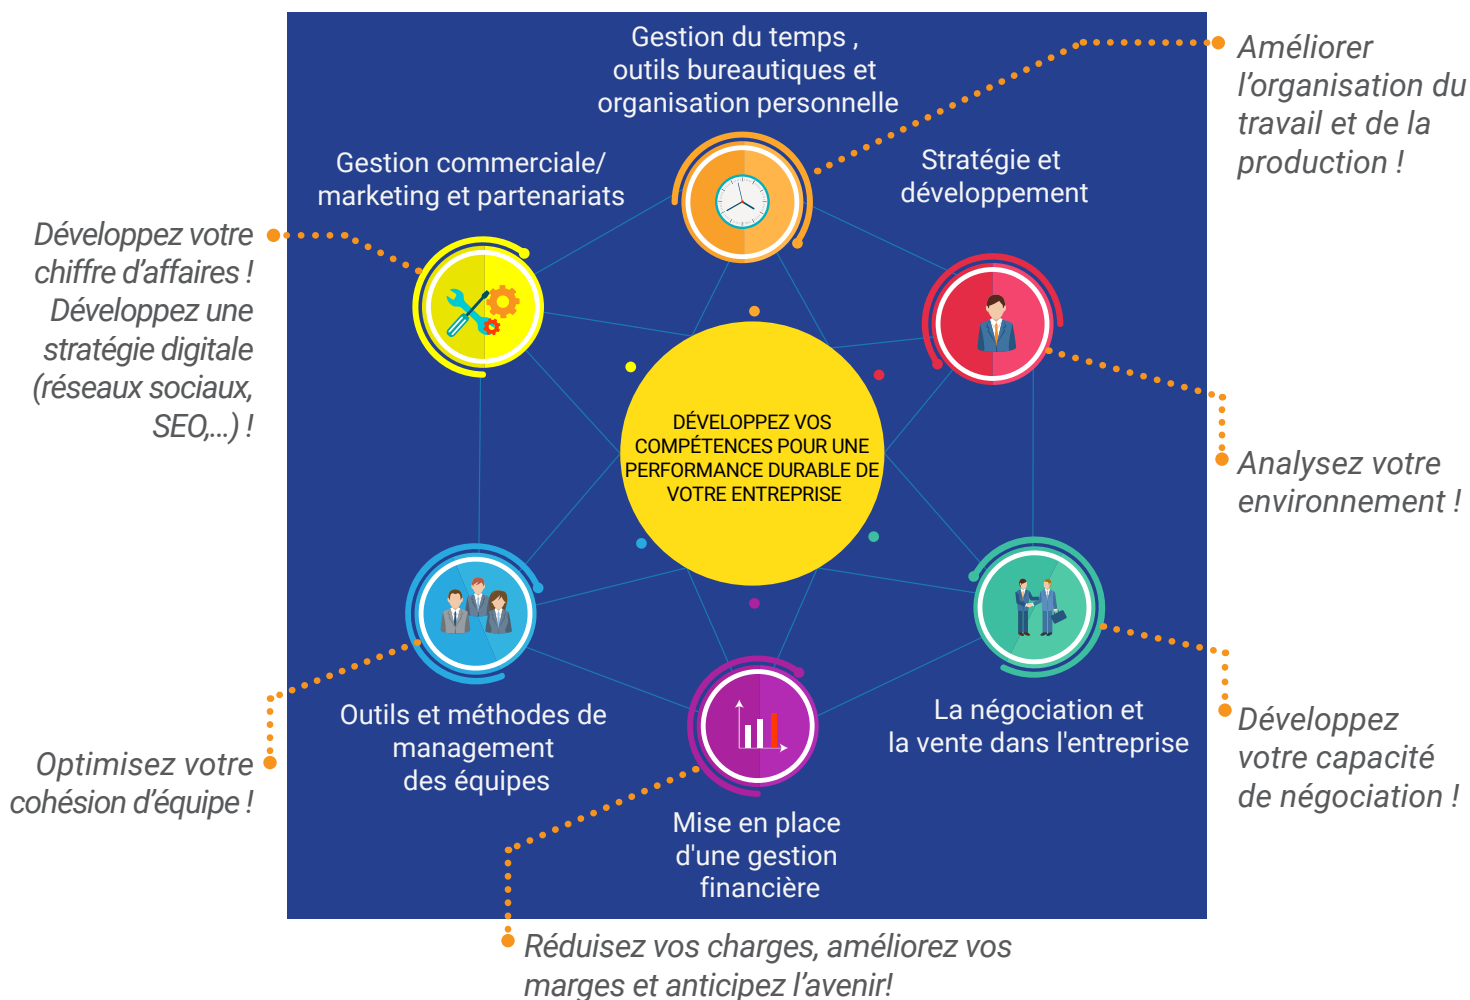 Gestion du temps ,
outils bureautiques et
organisation personnelle
Améliorer
l’organisation du
travail et de la
production !
Gestion commerciale/
marketing et partenariats
Stratégie et
développement
Développez votre
chiffre d’affaires !
Développez une
stratégie digitale
(réseaux sociaux,
SEO,...) !
DÉVELOPPEZ VOS
COMPÉTENCES POUR UNE
PERFORMANCE DURABLE DE
VOTRE ENTREPRISE
Analysez votre
environnement !
Outils et méthodes de
management
des équipes
La négociation et
la vente dans l'entreprise
Optimisez votre
cohésion d’équipe !
Développez
votre capacité
de négociation !
Mise en place
d'une gestion
financière
Réduisez vos charges, améliorez vos
marges et anticipez l’avenir!